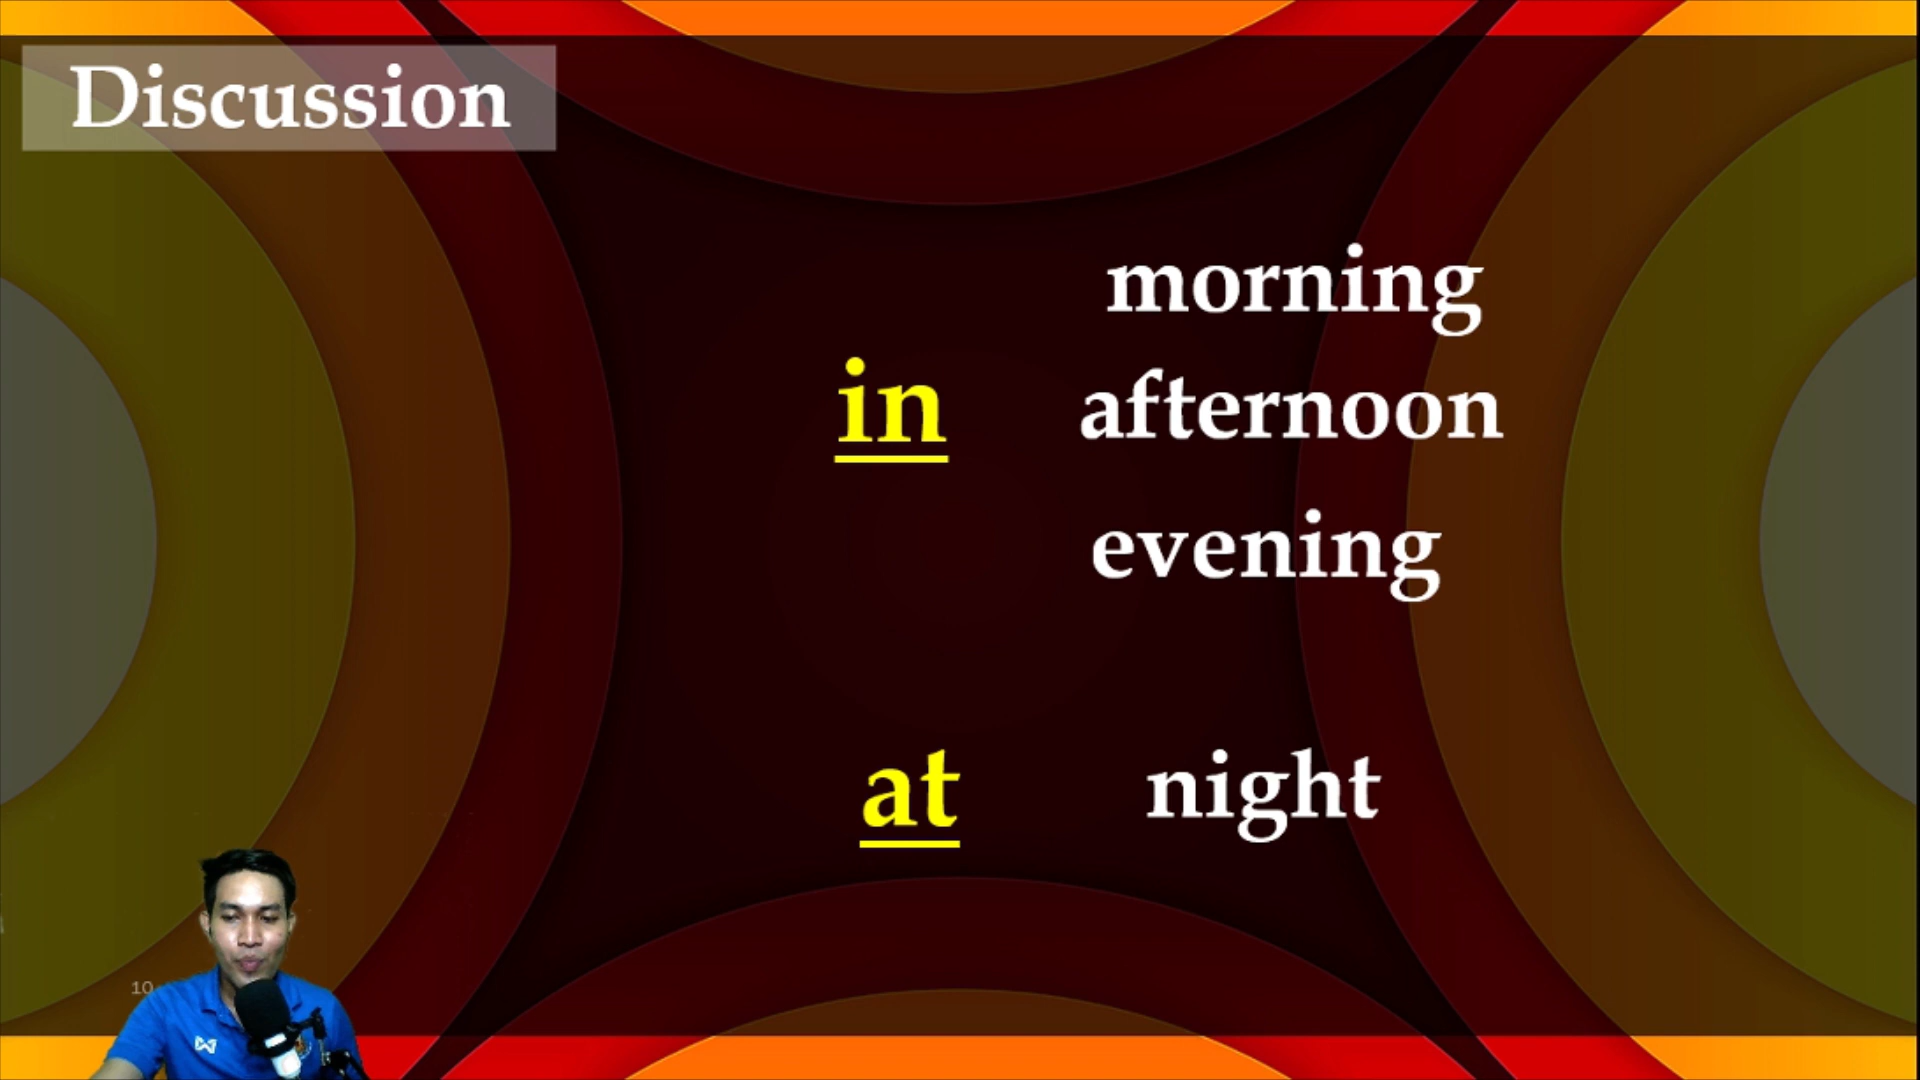 Discussion
morning
in afternoon
evening
at night
10